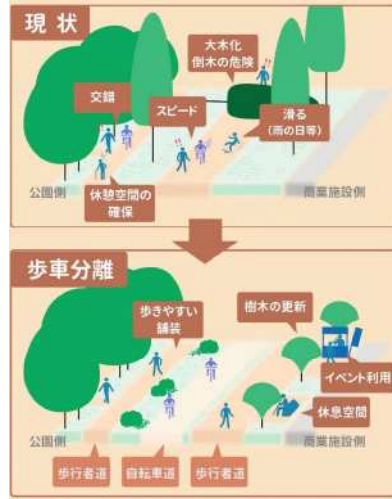 現状
大木化
倒木の危険
交錯
スピード
滑る
(雨の日等)
休憩空間の
確保
公園側
商業施設側
歩車分離
歩きやすい
舗装
樹木の更新
イベント利用
休息空間
公園側
商業施設側
歩行者道
自転車道
歩行者道